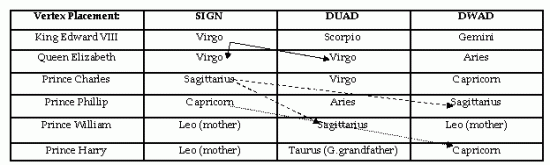 Vertex Placement: SIGN DUAD DWAD
King Edward VIII Virgo Scorpio Gemini
Queen Elizabeth Virgo Virgo Aries
Prince Charles Sagittarius Virgo Capricorn
Prince Phillip Capricorn Aries Sagittarius
Prince William Leo (mother) Sagittarius Leo (mother)
Prince Harry Leo (mother) Taurus (G.grandfather) Capricorn